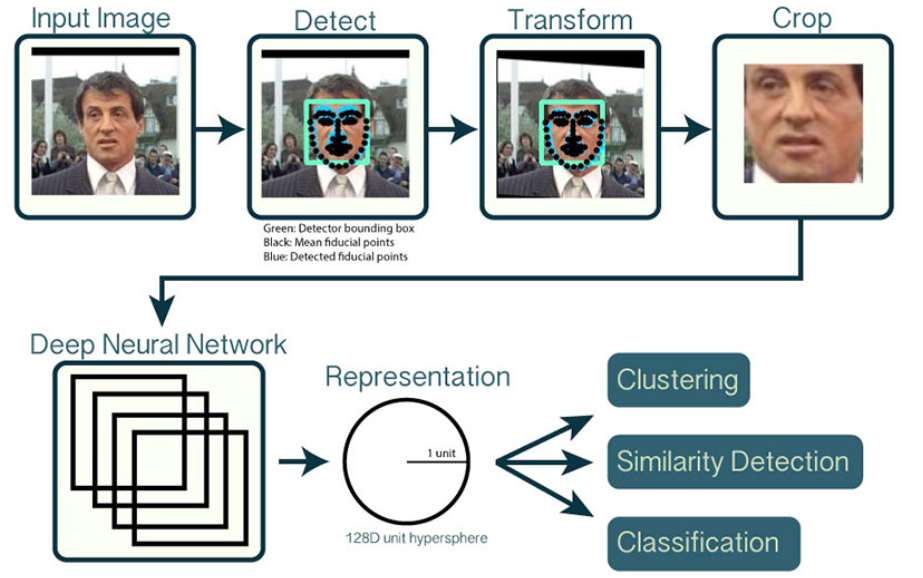 Input Image
Detect
Transform
Crop
Green: Detector bounding box
Black: Mean fiducial points
Blue: Detected fiducial points
Deep Neural Network
Representation
1 unit
128D unit hypersphere
Clustering
Similarity Detection
Classification